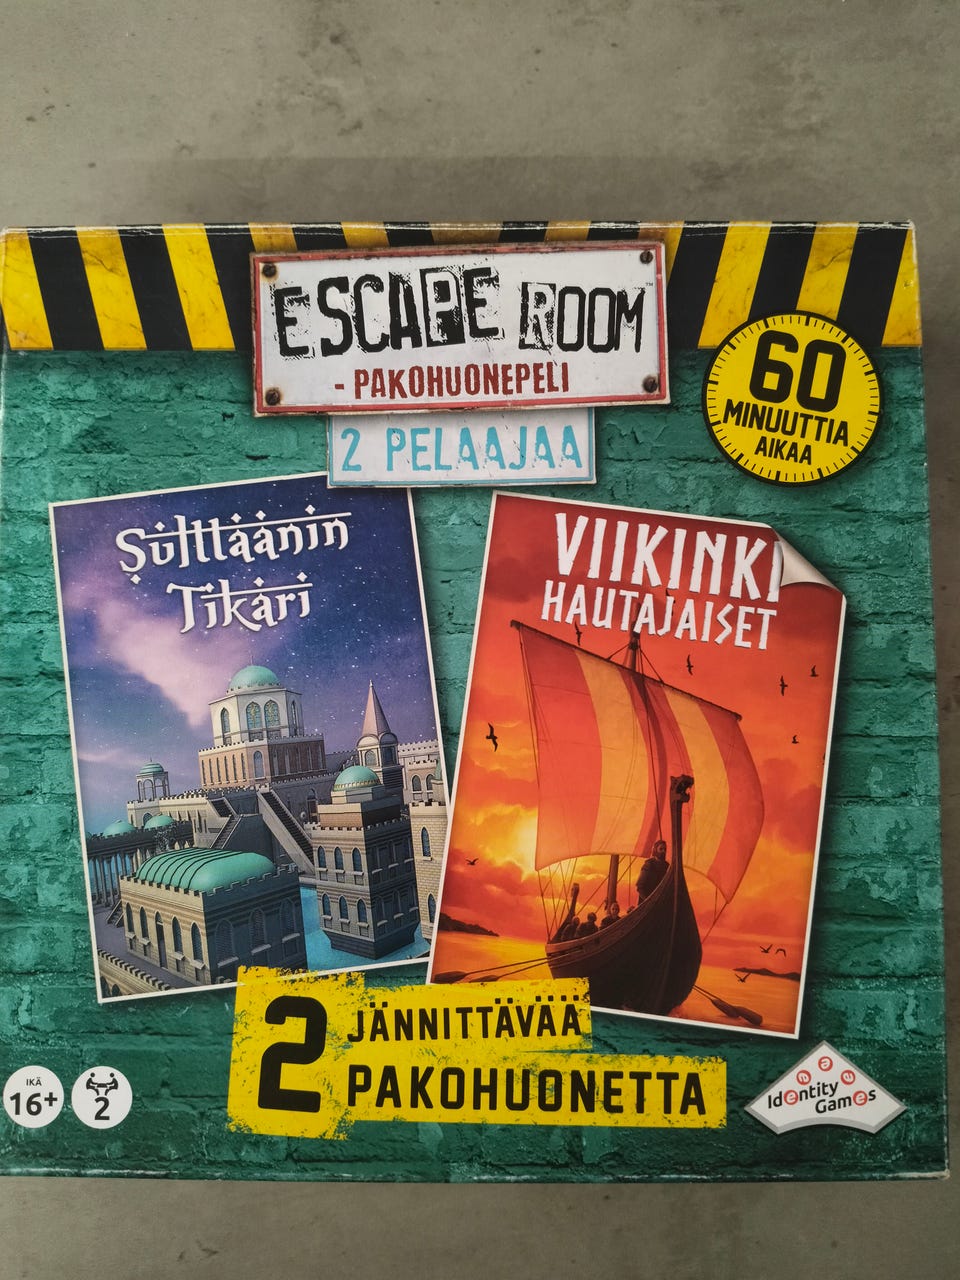 ESCAPE ROOM™
- PAKOHUONEPELI
2 PELAAJAA
60
MINUUTTIA
AIKAA
Sulttaanin
Tikari
VIIKINKI
HAUTAJAISET
2 JÄNNITTÄVÄÄ
PAKOHUONETTA
IKÄ
16+
2
Identity
Games